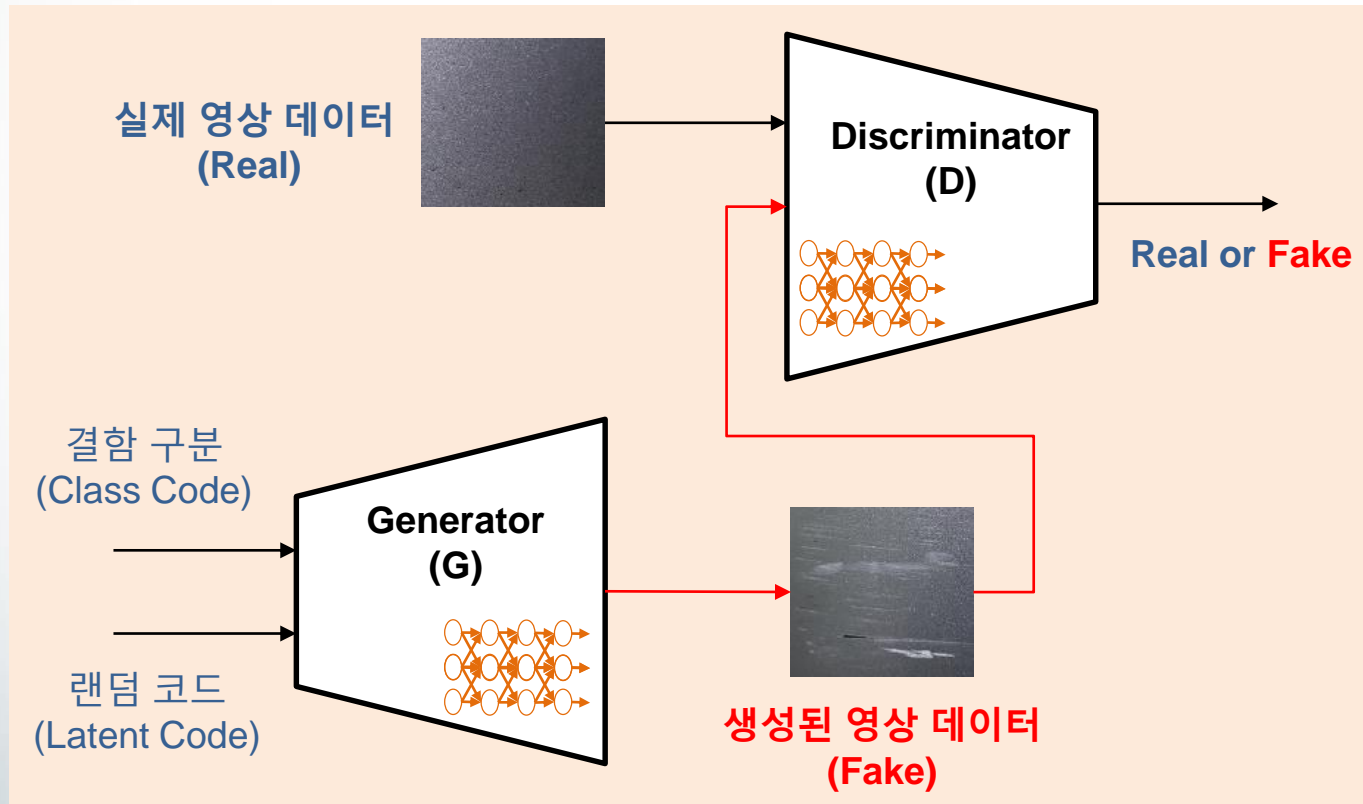 실제 영상 데이터
(Real)
Discriminator
(D)
Real or Fake
결함 구분
(Class Code)
Generator
(G)
랜덤 코드
(Latent Code)
생성된 영상 데이터
(Fake)